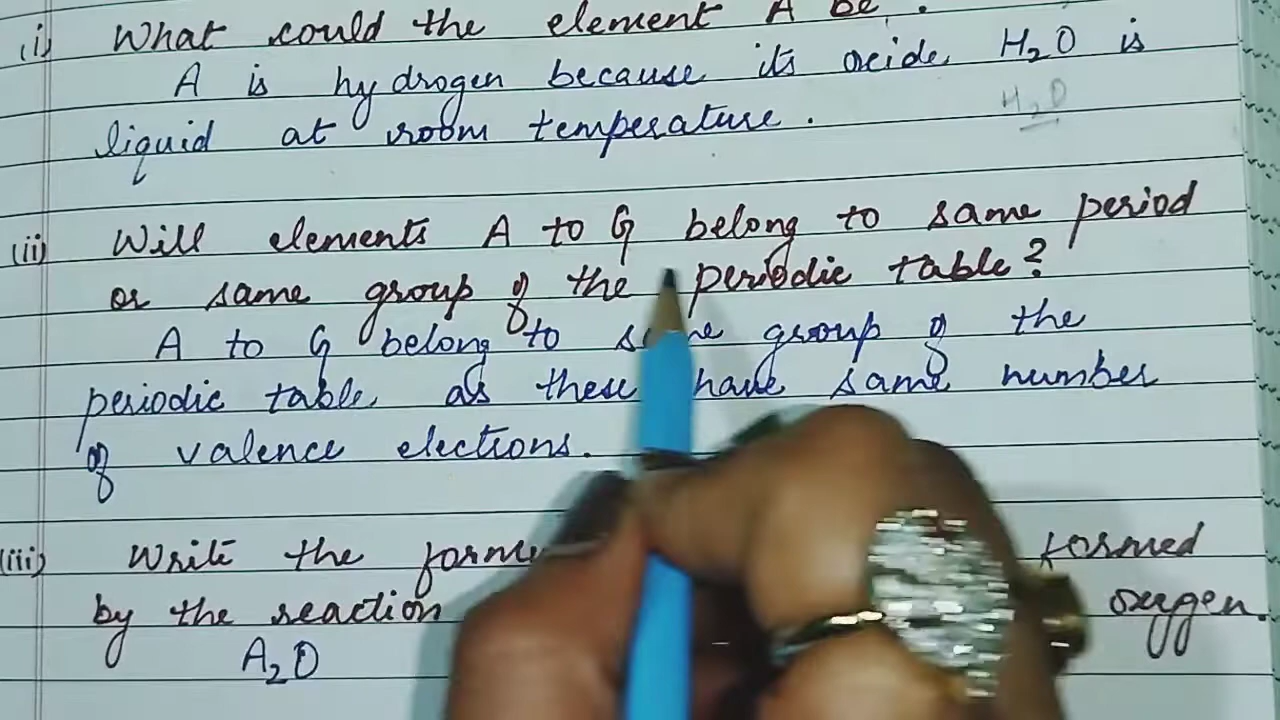 (i) What could the element A be .
A is hydrogen because its oxide H₂O is
H₂O
liquid at room temperature .
(ii) Will elements A to G belong to same period
or same group of the periodic table?
A to G belong to same group of the
periodic table as these have same number
of valence elections.
(iii) Write the formed
by the reaction oxygen.
A₂O